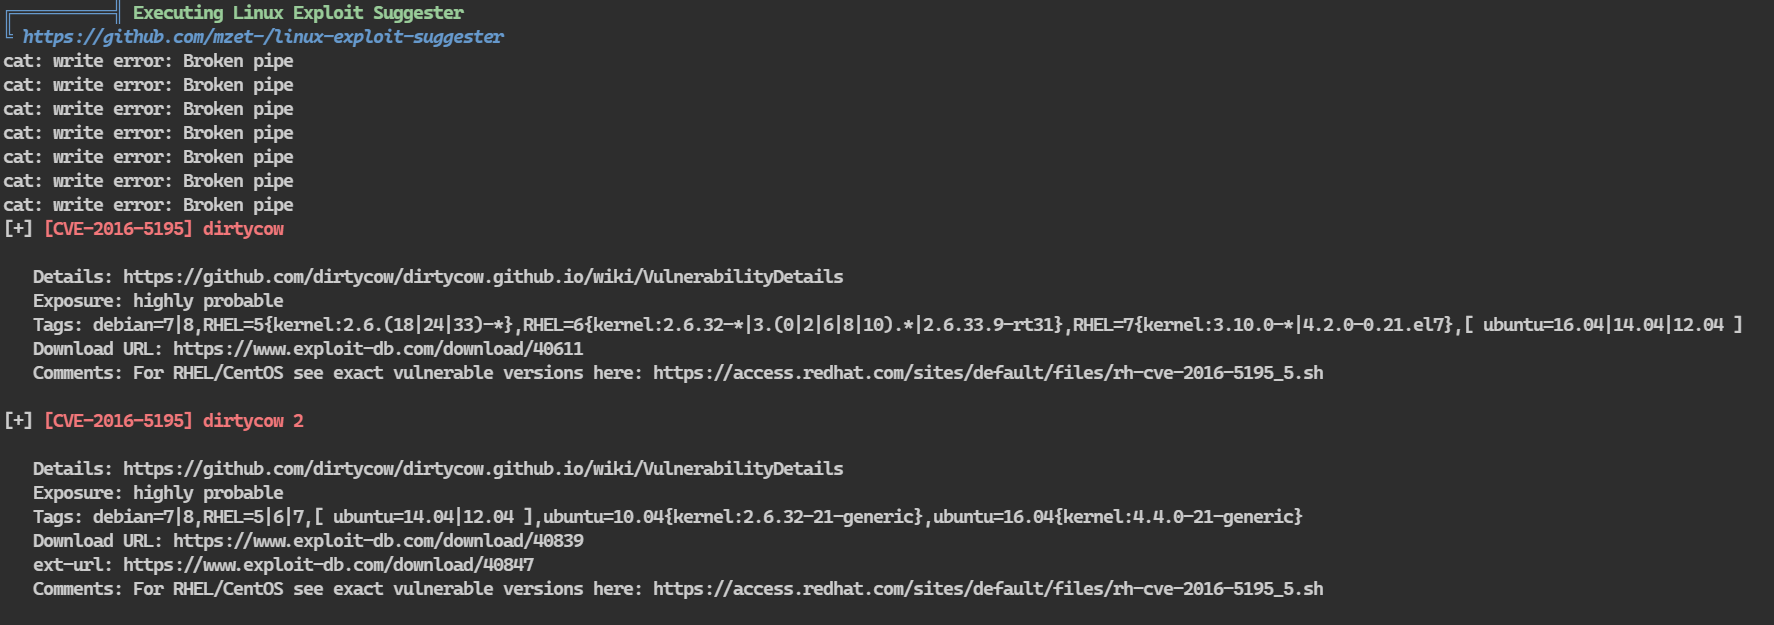 ╔══════════╣ Executing Linux Exploit Suggester
╚ https://github.com/mzet-/linux-exploit-suggester
cat: write error: Broken pipe
cat: write error: Broken pipe
cat: write error: Broken pipe
cat: write error: Broken pipe
cat: write error: Broken pipe
cat: write error: Broken pipe
cat: write error: Broken pipe
[+] [CVE-2016-5195] dirtycow
Details: https://github.com/dirtycow/dirtycow.github.io/wiki/VulnerabilityDetails
Exposure: highly probable
Tags: debian=7|8,RHEL=5{kernel:2.6.(18|24|33)-*},RHEL=6{kernel:2.6.32-*|3.(0|2|6|8|10).*|2.6.33.9-rt31},RHEL=7{kernel:3.10.0-*|4.2.0-0.21.el7},[ ubuntu=16.04|14.04|12.04 ]
Download URL: https://www.exploit-db.com/download/40611
Comments: For RHEL/CentOS see exact vulnerable versions here: https://access.redhat.com/sites/default/files/rh-cve-2016-5195_5.sh
[+] [CVE-2016-5195] dirtycow 2
Details: https://github.com/dirtycow/dirtycow.github.io/wiki/VulnerabilityDetails
Exposure: highly probable
Tags: debian=7|8,RHEL=5|6|7,[ ubuntu=14.04|12.04 ],ubuntu=10.04{kernel:2.6.32-21-generic},ubuntu=16.04{kernel:4.4.0-21-generic}
Download URL: https://www.exploit-db.com/download/40839
ext-url: https://www.exploit-db.com/download/40847
Comments: For RHEL/CentOS see exact vulnerable versions here: https://access.redhat.com/sites/default/files/rh-cve-2016-5195_5.sh